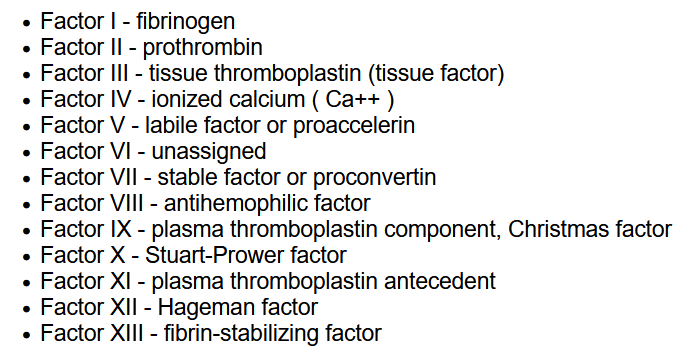 • Factor I - fibrinogen
• Factor II - prothrombin
• Factor III - tissue thromboplastin (tissue factor)
• Factor IV - ionized calcium ( Ca++ )
• Factor V - labile factor or proaccelerin
• Factor VI - unassigned
• Factor VII - stable factor or proconvertin
• Factor VIII - antihemophilic factor
• Factor IX - plasma thromboplastin component, Christmas factor
• Factor X - Stuart-Prower factor
• Factor XI - plasma thromboplastin antecedent
• Factor XII - Hageman factor
• Factor XIII - fibrin-stabilizing factor